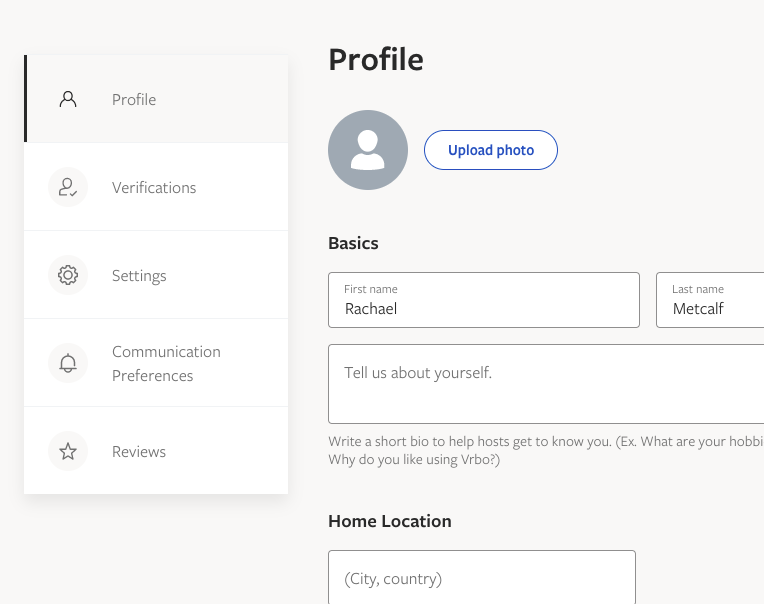 Profile
Verifications
Settings
Communication
Preferences
Reviews
Profile
Upload photo
Basics
First name
Rachael
Last name
Metcalf
Tell us about yourself.
Write a short bio to help hosts get to know you. (Ex. What are your hobbi
Why do you like using Vrbo?)
Home Location
(City, country)